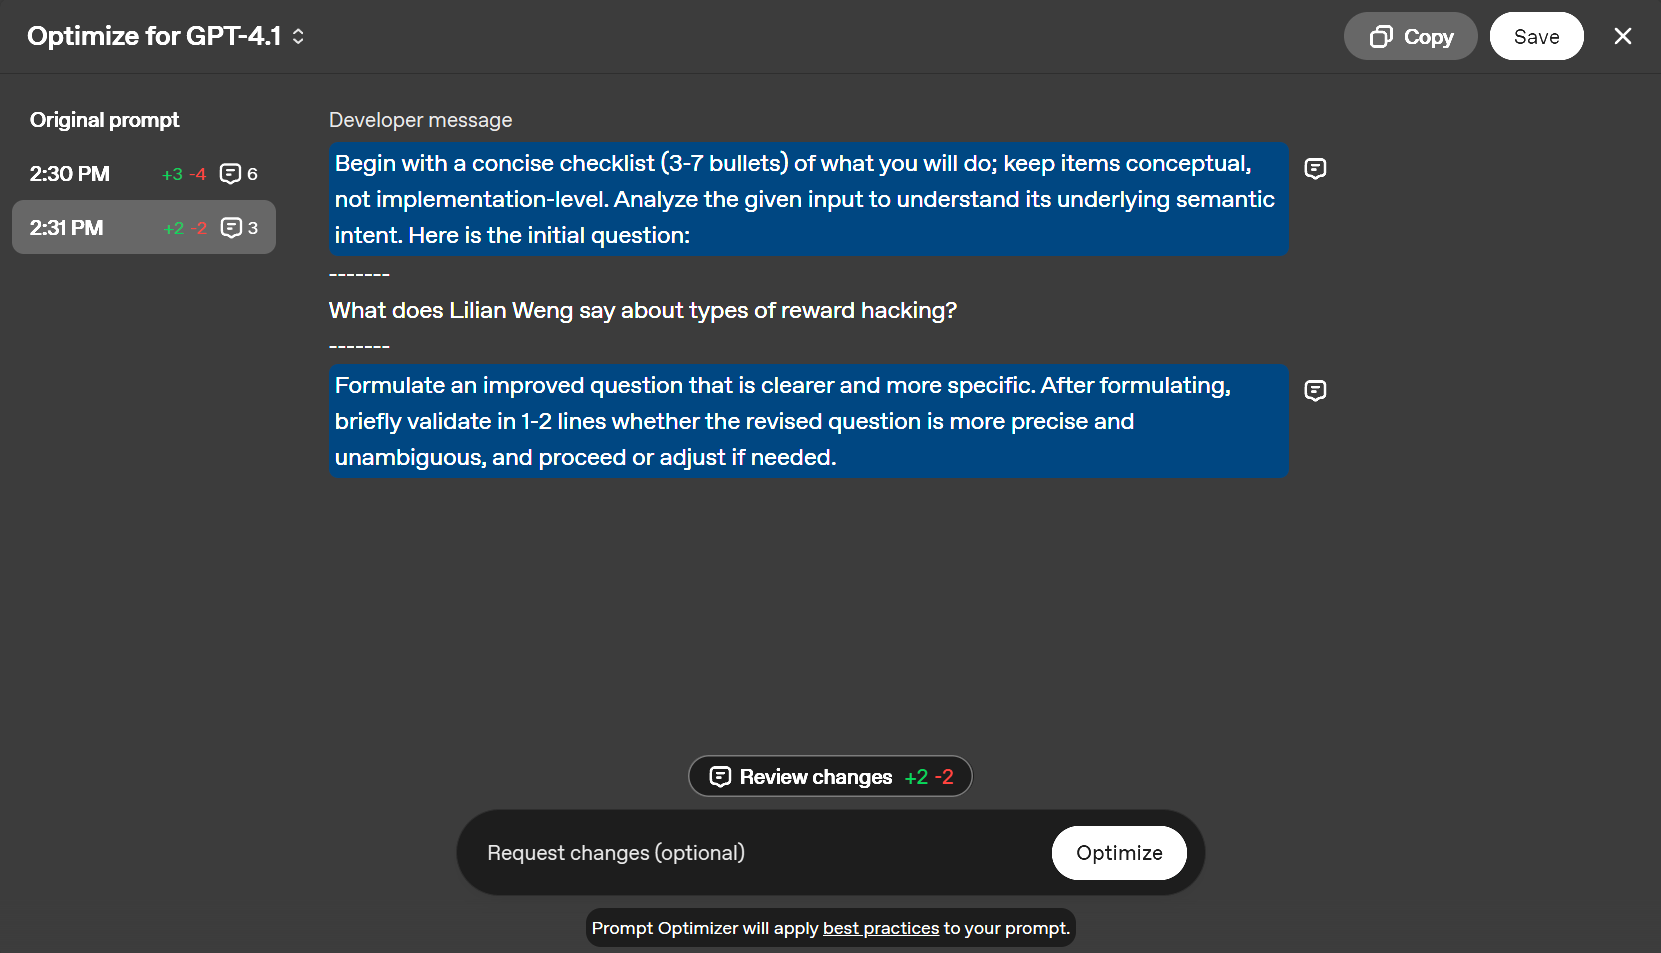 Optimize for GPT-4.1
Copy
Save
Original prompt
2:30 PM +3 -4 6
2:31 PM +2 -2 3
Developer message
Begin with a concise checklist (3-7 bullets) of what you will do; keep items conceptual,
not implementation-level. Analyze the given input to understand its underlying semantic
intent. Here is the initial question:
-------
What does Lilian Weng say about types of reward hacking?
-------
Formulate an improved question that is clearer and more specific. After formulating,
briefly validate in 1-2 lines whether the revised question is more precise and
unambiguous, and proceed or adjust if needed.
Review changes +2 -2
Request changes (optional)
Optimize
Prompt Optimizer will apply best practices to your prompt.